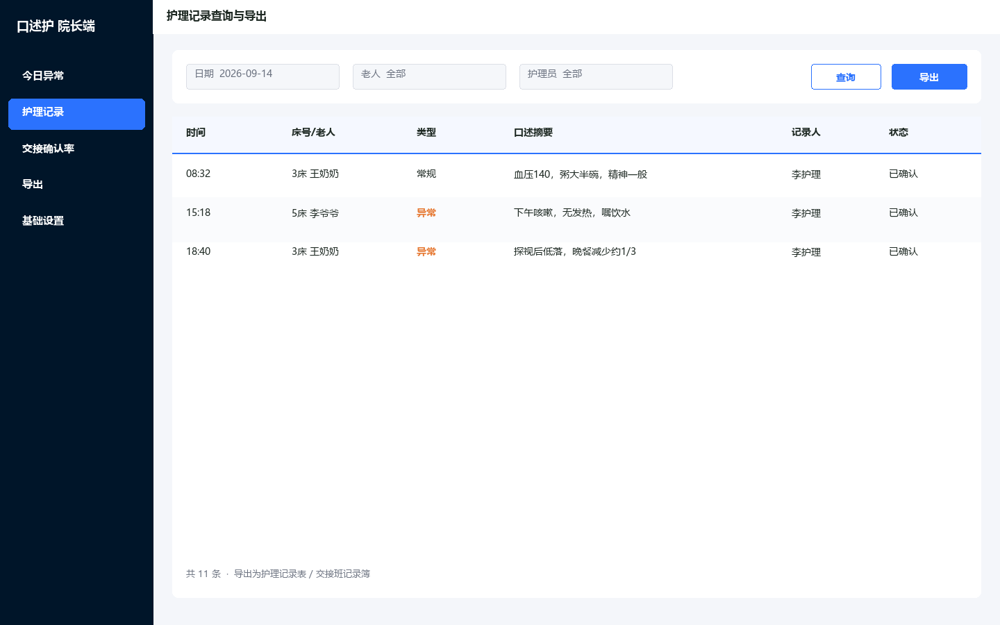 口述护 院长端
今日异常
护理记录
交接确认率
导出
基础设置
护理记录查询与导出
日期 2026-09-14 老人 全部 护理员 全部 查询 导出
时间 床号/老人 类型 口述摘要 记录人 状态
08:32 3床 王奶奶 常规 血压140，粥大半碗，精神一般 李护理 已确认
15:18 5床 李爷爷 异常 下午咳嗽，无发热，嘱饮水 李护理 已确认
18:40 3床 王奶奶 异常 探视后低落，晚餐减少约1/3 李护理 已确认
共 11 条 · 导出为护理记录表 / 交接班记录簿